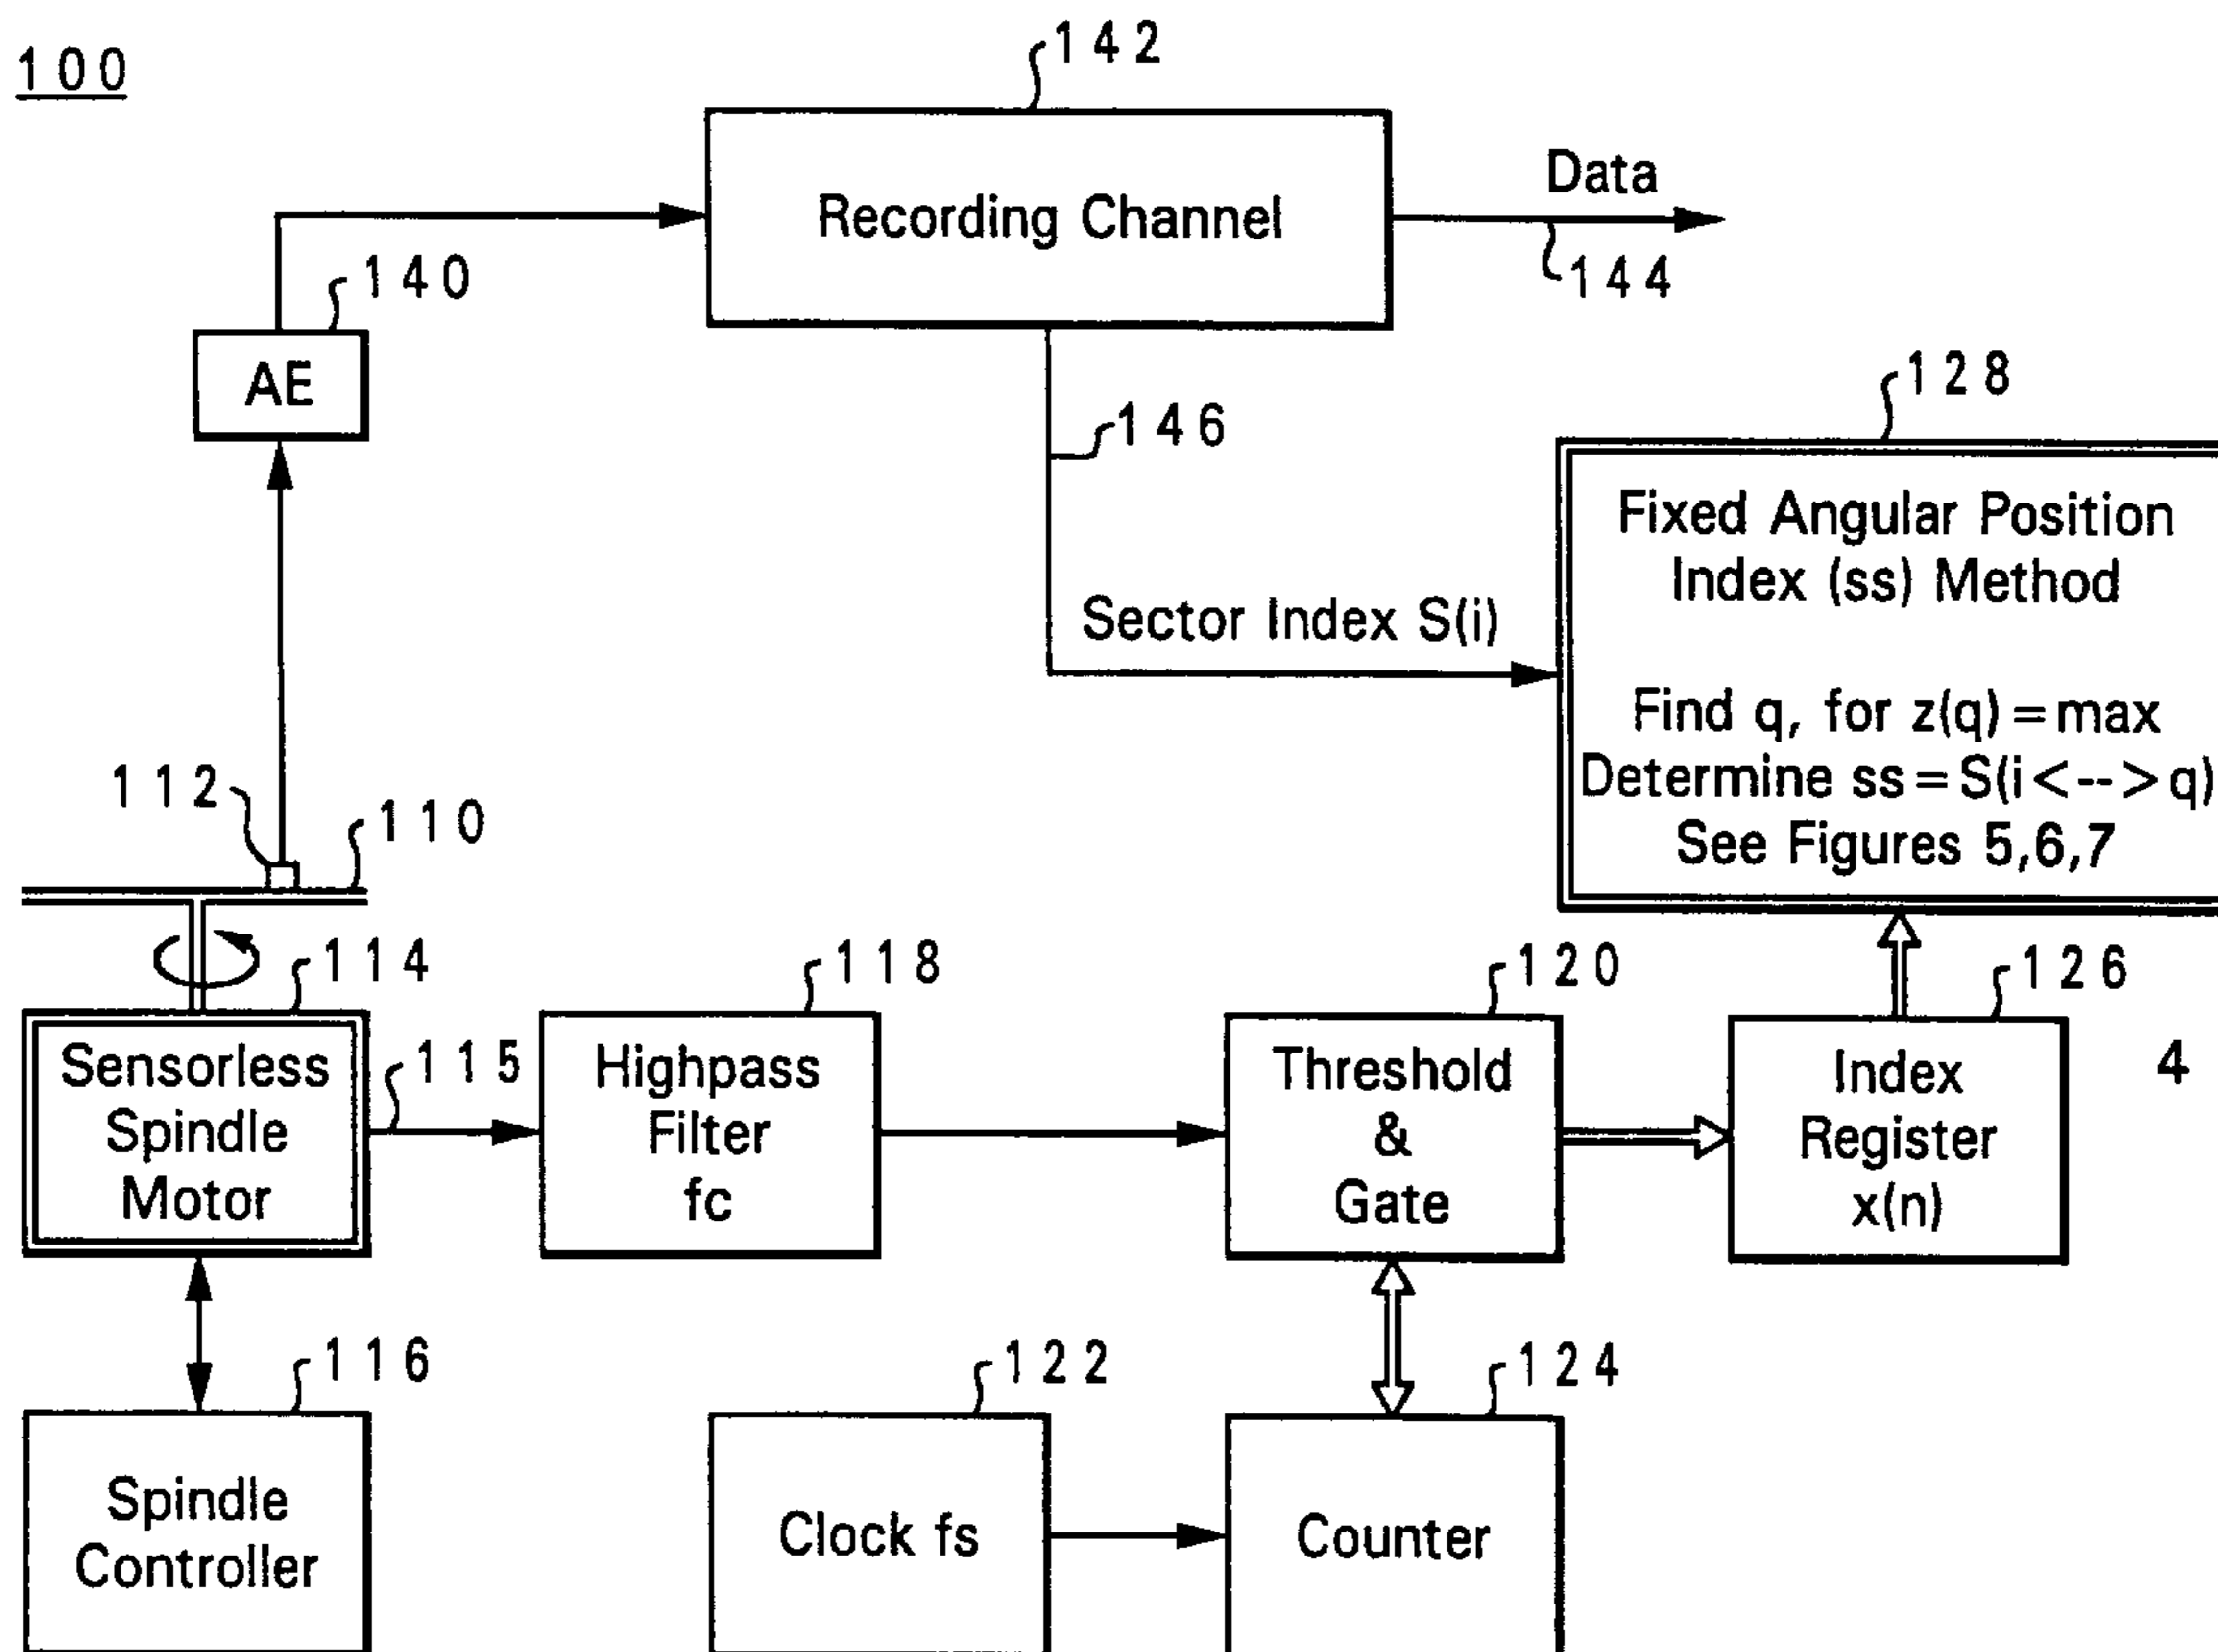 100
142
Recording Channel
Data
144
140
AE
146
128
Sector Index S(i)
Fixed Angular Position
Index (ss) Method
Find q, for z(q)=max
Determine ss=S(i<-->q)
See Figures 5,6,7
112
110
114
118
120
126
Sensorless
Spindle
Motor
115
Highpass
Filter
fc
Threshold
&
Gate
Index
Register
x(n)
4
116
122
124
Spindle
Controller
Clock fs
Counter